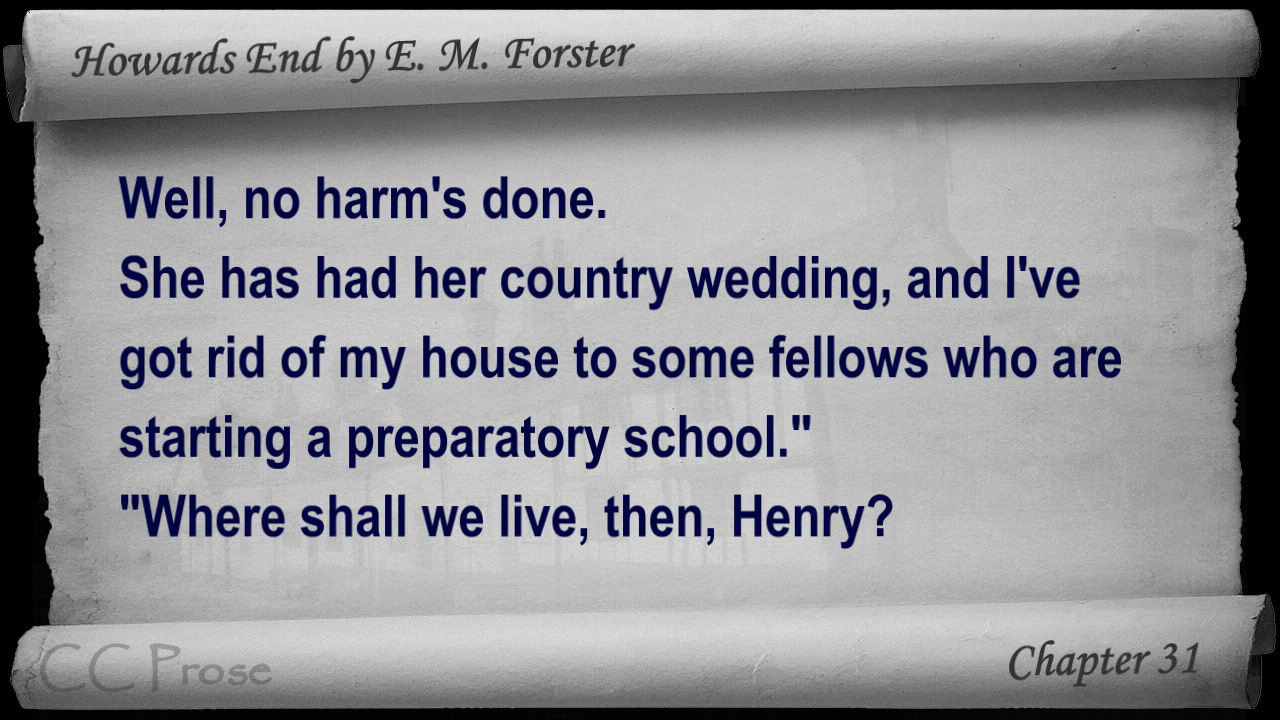 Howards End by E. M. Forster
Well, no harm's done.
She has had her country wedding, and I've
got rid of my house to some fellows who are
starting a preparatory school."
"Where shall we live, then, Henry?
CC Prose
Chapter 31